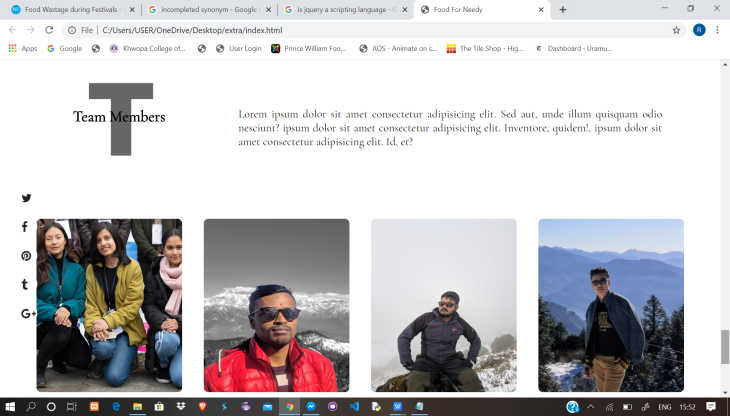 Food Wastage during Festivals -
incompleted synonym - Google S
is jquery a scripting language - G
Food For Needy
File
C:/Users/USER/OneDrive/Desktop/extra/index.html
R
Apps
Google
Khwopa College of...
User Login
Prince William Foo...
AOS - Animate on s...
The Tile Shop - Hig...
Dashboard ‹ Uramu...
T
Team Members
Lorem ipsum dolor sit amet consectetur adipisicing elit. Sed aut, unde illum quisquam odio
nesciunt? ipsum dolor sit amet consectetur adipisicing elit. Inventore, quidem!, ipsum dolor sit
amet consectetur adipisicing elit. Id, et?
ENG
15:52